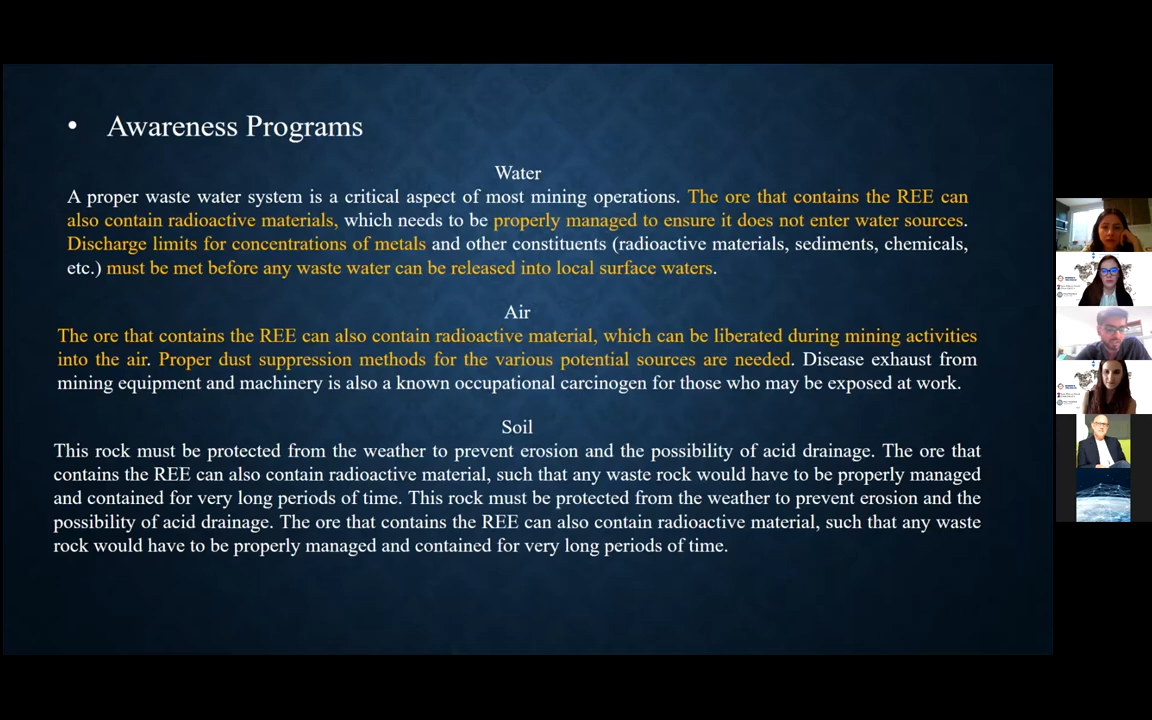 • Awareness Programs
Water
A proper waste water system is a critical aspect of most mining operations. The ore that contains the REE can
also contain radioactive materials, which needs to be properly managed to ensure it does not enter water sources.
Discharge limits for concentrations of metals and other constituents (radioactive materials, sediments, chemicals,
etc.) must be met before any waste water can be released into local surface waters.
Air
The ore that contains the REE can also contain radioactive material, which can be liberated during mining activities
into the air. Proper dust suppression methods for the various potential sources are needed. Disease exhaust from
mining equipment and machinery is also a known occupational carcinogen for those who may be exposed at work.
Soil
This rock must be protected from the weather to prevent erosion and the possibility of acid drainage. The ore that
contains the REE can also contain radioactive material, such that any waste rock would have to be properly managed
and contained for very long periods of time. This rock must be protected from the weather to prevent erosion and the
possibility of acid drainage. The ore that contains the REE can also contain radioactive material, such that any waste
rock would have to be properly managed and contained for very long periods of time.